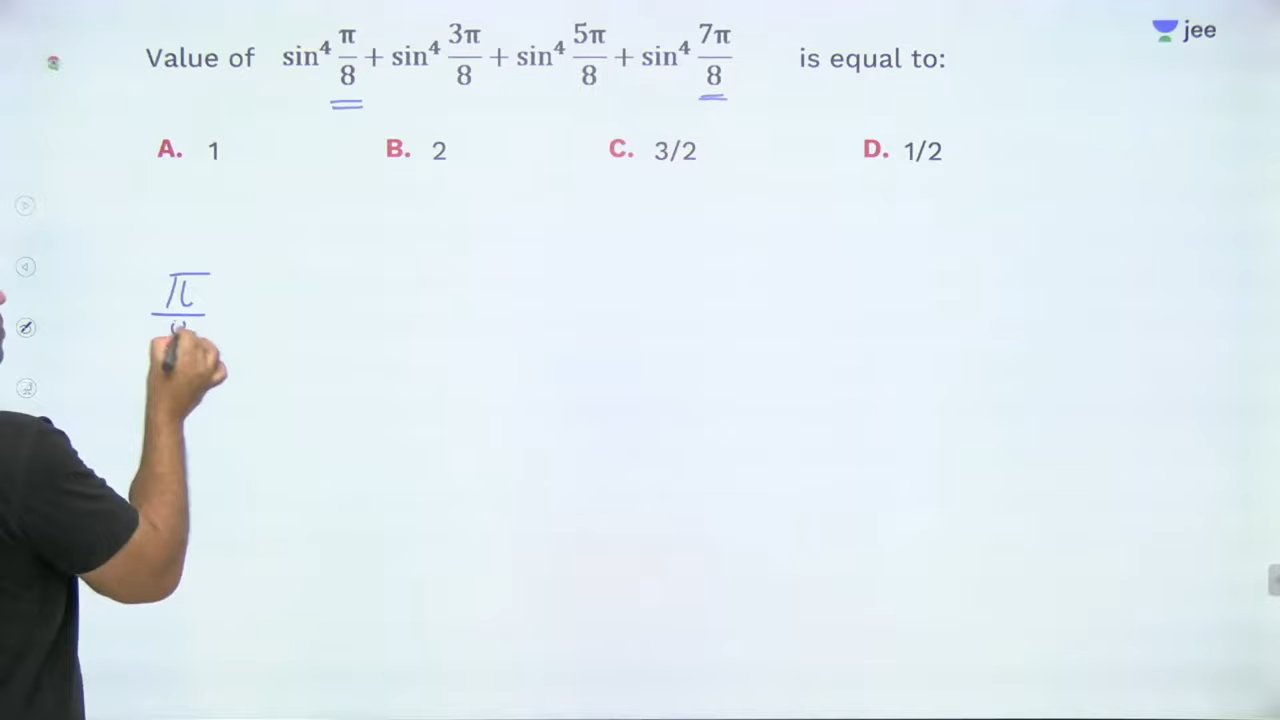 Value of sin⁴ π/8 + sin⁴ 3π/8 + sin⁴ 5π/8 + sin⁴ 7π/8 is equal to:
jee
A. 1 B. 2 C. 3/2 D. 1/2
π